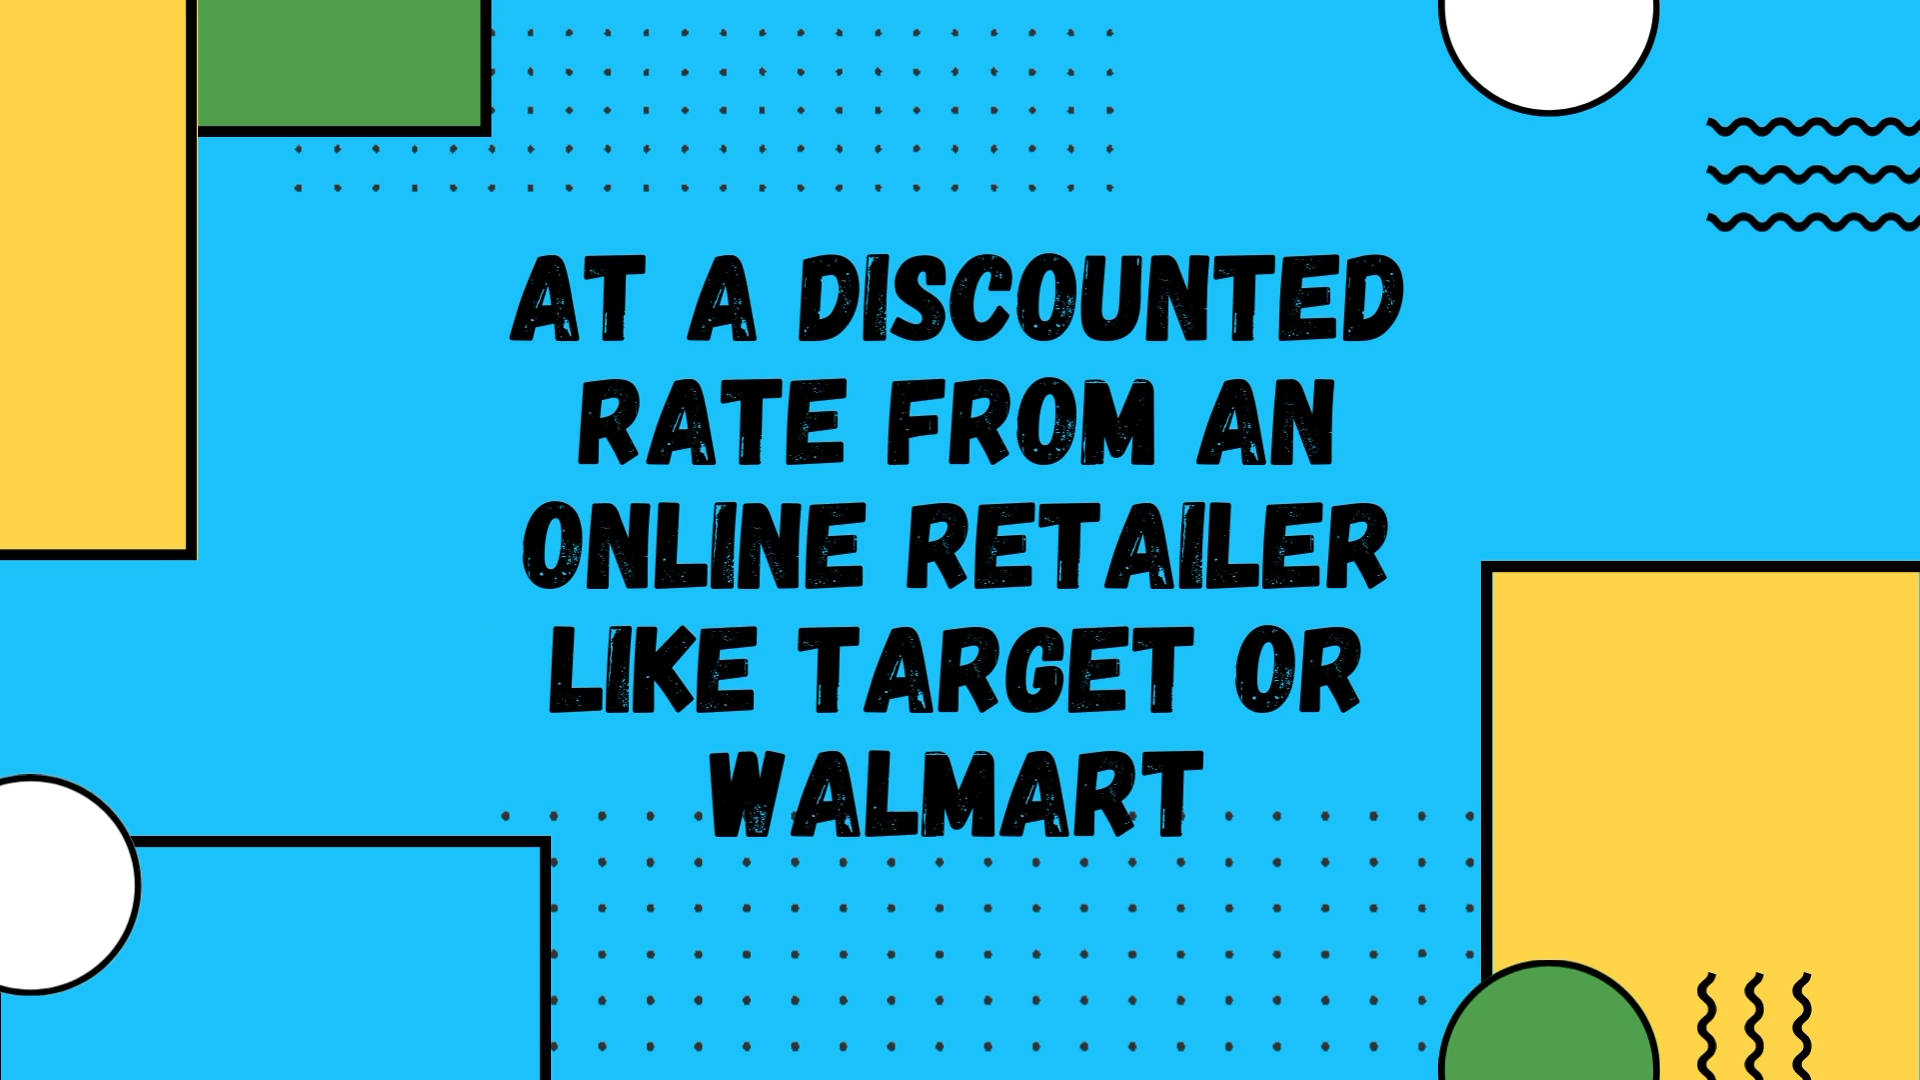 AT A DISCOUNTED
RATE FROM AN
ONLINE RETAILER
LIKE TARGET OR
WALMART